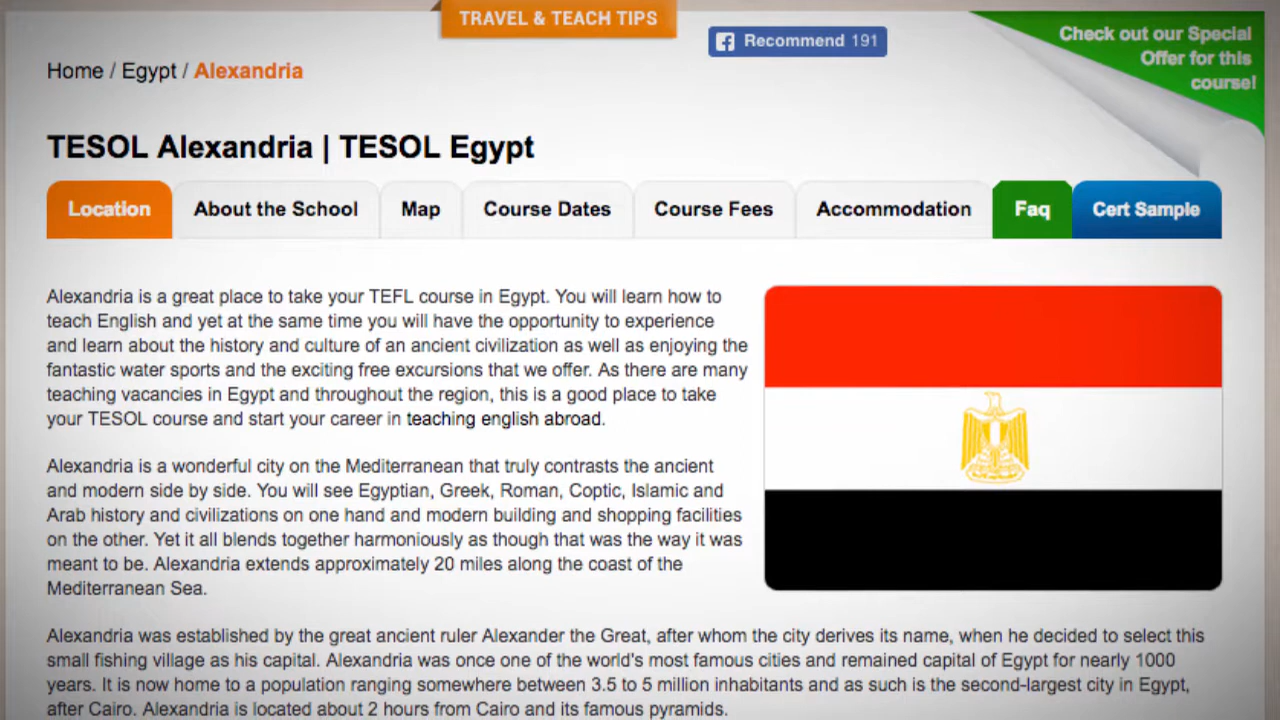 TRAVEL & TEACH TIPS
Recommend 191
Check out our Special
Offer for this
course!
Home / Egypt / Alexandria
TESOL Alexandria | TESOL Egypt
Location About the School Map Course Dates Course Fees Accommodation Faq Cert Sample
Alexandria is a great place to take your TEFL course in Egypt. You will learn how to
teach English and yet at the same time you will have the opportunity to experience
and learn about the history and culture of an ancient civilization as well as enjoying the
fantastic water sports and the exciting free excursions that we offer. As there are many
teaching vacancies in Egypt and throughout the region, this is a good place to take
your TESOL course and start your career in teaching english abroad.
Alexandria is a wonderful city on the Mediterranean that truly contrasts the ancient
and modern side by side. You will see Egyptian, Greek, Roman, Coptic, Islamic and
Arab history and civilizations on one hand and modern building and shopping facilities
on the other. Yet it all blends together harmoniously as though that was the way it was
meant to be. Alexandria extends approximately 20 miles along the coast of the
Mediterranean Sea.
Alexandria was established by the great ancient ruler Alexander the Great, after whom the city derives its name, when he decided to select this
small fishing village as his capital. Alexandria was once one of the world's most famous cities and remained capital of Egypt for nearly 1000
years. It is now home to a population ranging somewhere between 3.5 to 5 million inhabitants and as such is the second-largest city in Egypt,
after Cairo. Alexandria is located about 2 hours from Cairo and its famous pyramids.